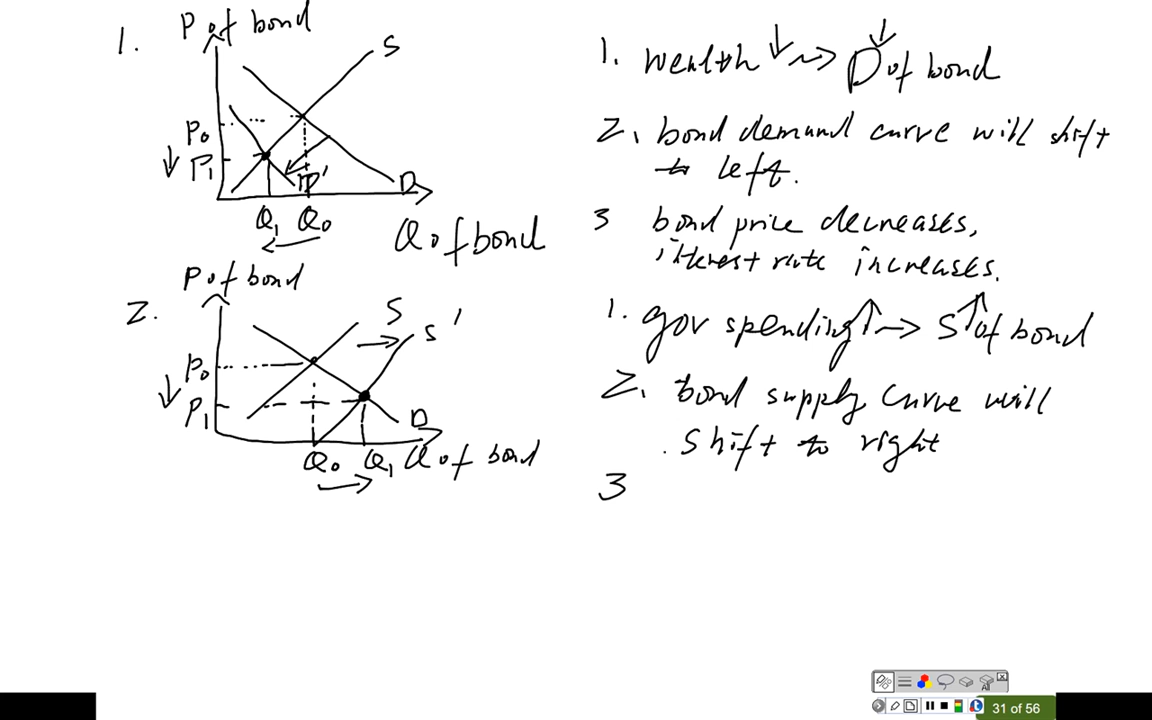 1. P of bond
S
P₀
↓ P₁
D'
D
Q₁ Q₀
←
Q of bond
1. wealth ↓ → D↓ of bond
2. bond demand curve will shift
to left.
3 bond price decreases,
interest rate increases.
P of bond
2.
S → S'
P₀
↓ P₁
D
Q₀ Q₁ Q of bond
→
1. gov spending↑ → S↑ of bond
2. bond supply curve will
shift to right
3
All
31 of 56